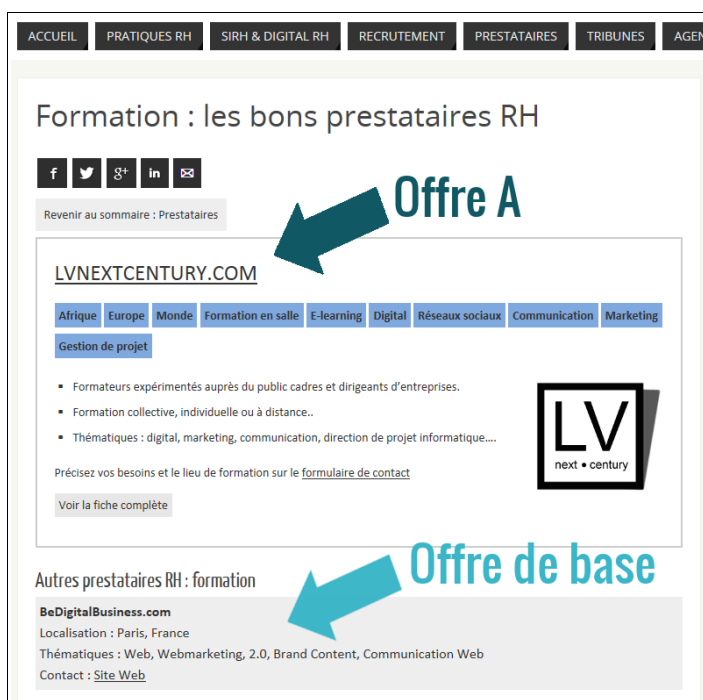 ACCUEIL PRATIQUES RH SIRH & DIGITAL RH RECRUTEMENT PRESTATAIRES TRIBUNES AGEN
Formation : les bons prestataires RH
f g+ in
Offre A
Revenir au sommaire : Prestataires
LVNEXTCENTURY.COM
Afrique Europe Monde Formation en salle E-learning Digital Réseaux sociaux Communication Marketing
Gestion de projet
Formateurs expérimentés auprès du public cadres et dirigeants d'entreprises.
Formation collective, individuelle ou à distance..
Thématiques : digital, marketing, communication, direction de projet informatique....
LV
next • century
Précisez vos besoins et le lieu de formation sur le formulaire de contact
Voir la fiche complète
Offre de base
Autres prestataires RH : formation
BeDigitalBusiness.com
Localisation : Paris, France
Thématiques : Web, Webmarketing, 2.0, Brand Content, Communication Web
Contact : Site Web